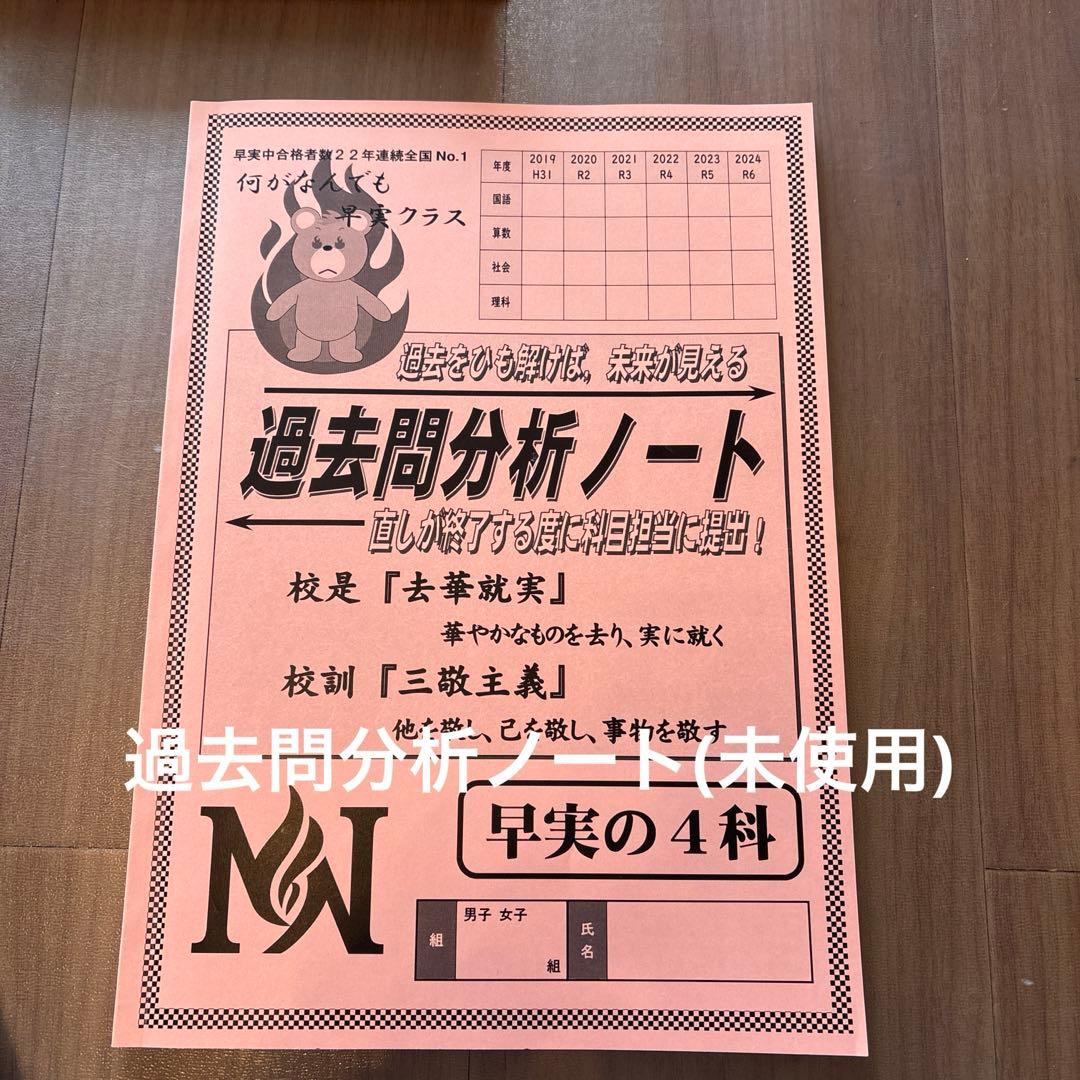 早実中合格者数２２年連続全国 No.1
何がなんでも
早実クラス
年度 2019 2020 2021 2022 2023 2024
H31 R2 R3 R4 R5 R6
国語
算数
社会
理科
過去をひも解けば，未来が見える
過去問分析ノート
直しが終了する度に科目担当に提出！
校是『去華就実』
華やかなものを去り、実に就く
校訓『三敬主義』
他を敬し、己を敬し、事物を敬す
過去問分析ノート(未使用)
早実の４科
男子 女子
組
組
氏名